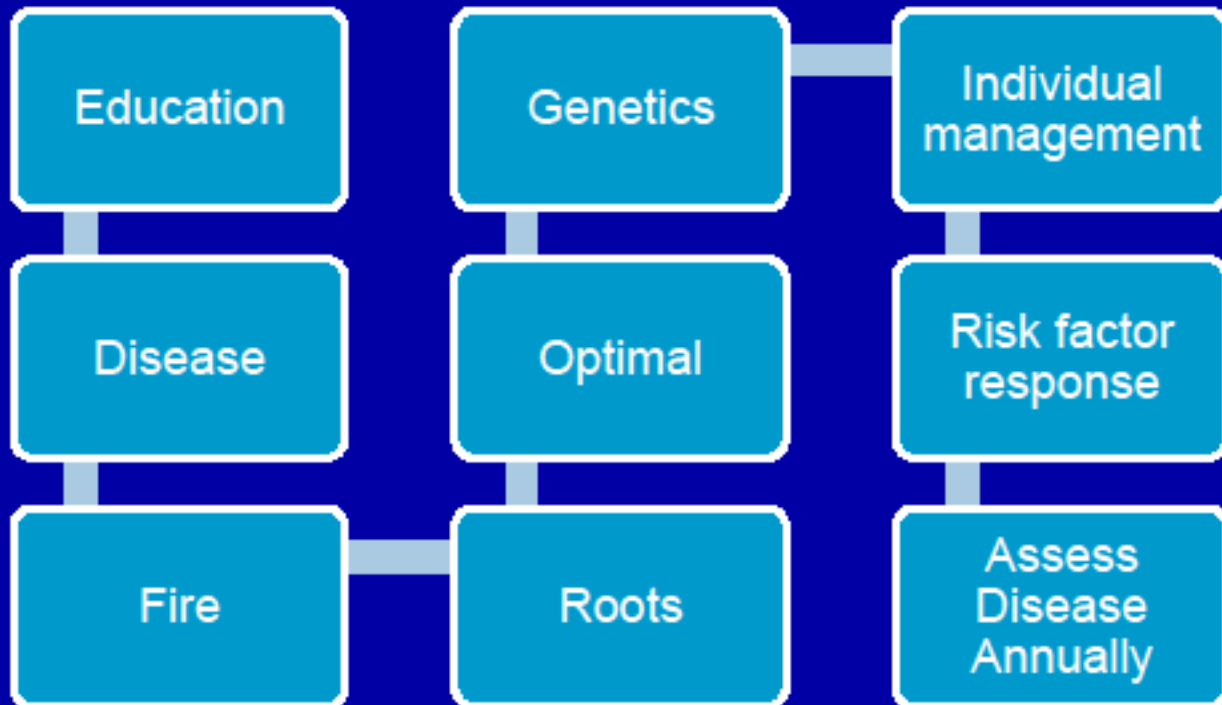 Education
Disease
Fire
Roots
Optimal
Genetics
Individual
management
Risk factor
response
Assess
Disease
Annually